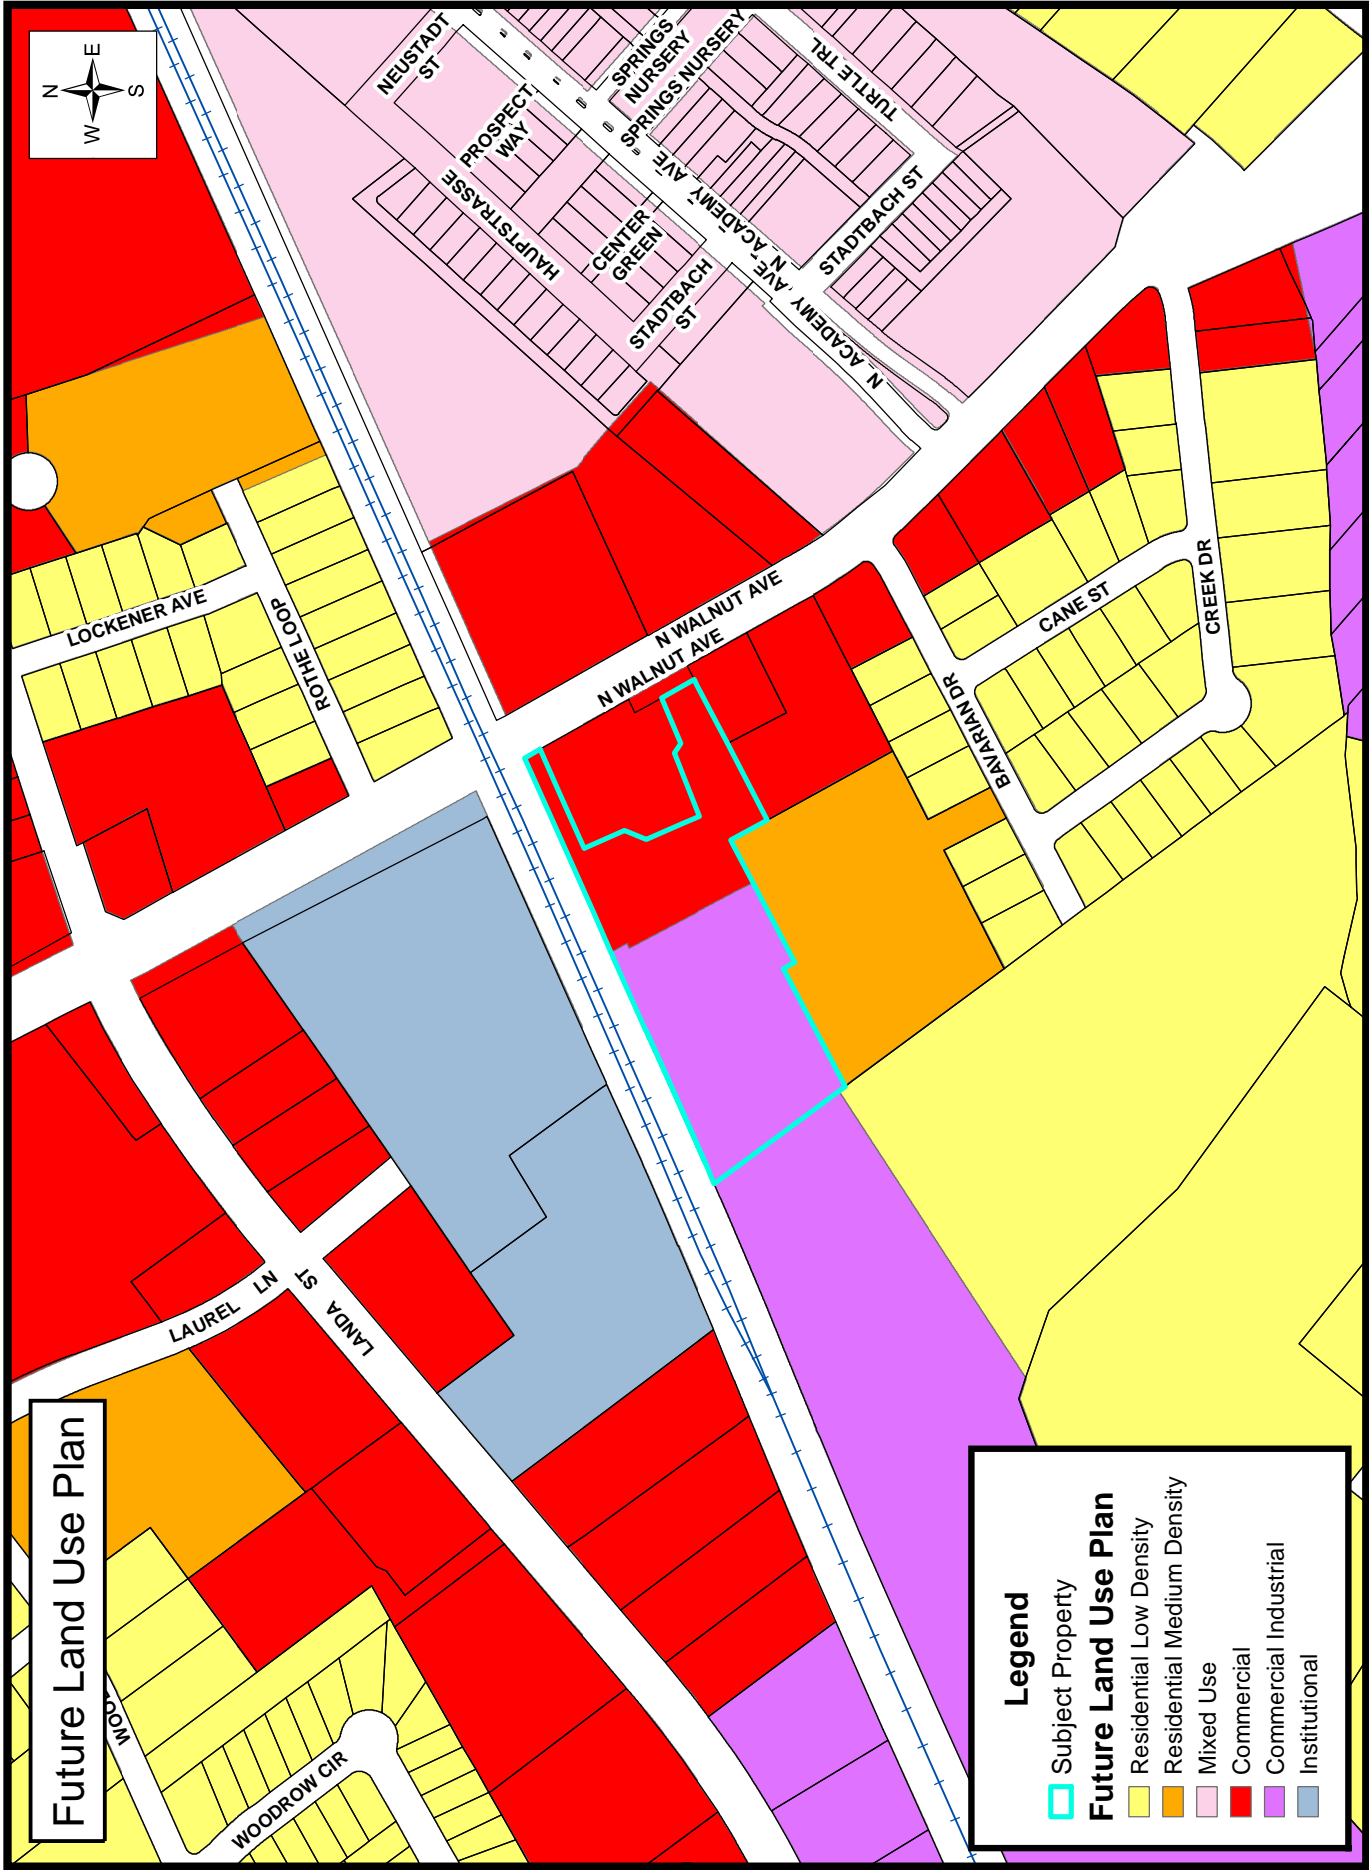 Future Land Use Plan
N
W
E
S
NEUSTADT
ST
PROSPECT
WAY
HAUPTSTRASSE
CENTER
GREEN
STADTBACH
ST
SPRINGS
NURSERY
SPRINGS NURSERY
TURTLE TRL
STADTBACH ST
N ACADEMY AVE
N ACADEMY AVE
LOCKENER AVE
ROTHE LOOP
N WALNUT AVE
N WALNUT AVE
CANE ST
CREEK DR
BAVARIAN DR
LAUREL LN
LANDA ST
WOODROW CIR
Legend
Subject Property
Future Land Use Plan
Residential Low Density
Residential Medium Density
Mixed Use
Commercial
Commercial Industrial
Institutional